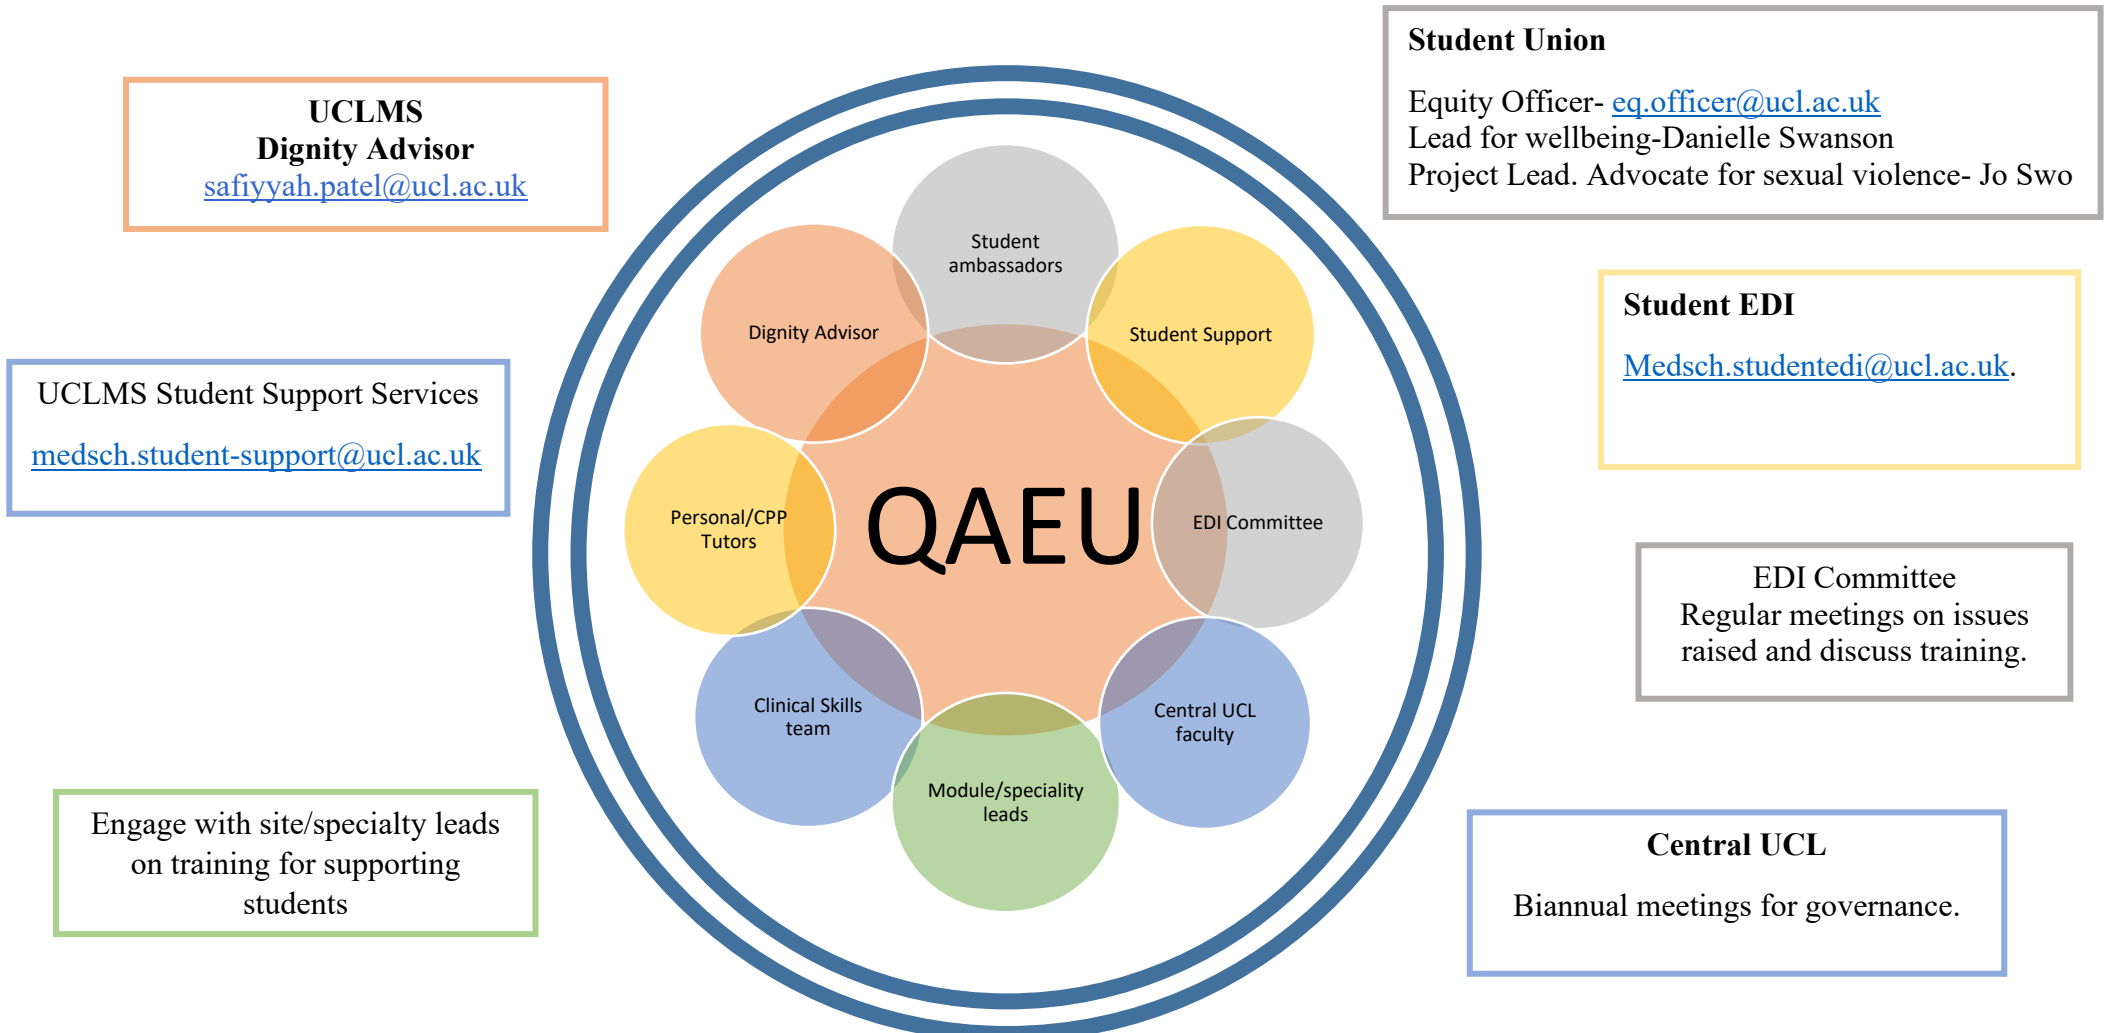 UCLMS
Dignity Advisor
safiyyah.patel@ucl.ac.uk
Student Union
Equity Officer- eq.officer@ucl.ac.uk
Lead for wellbeing-Danielle Swanson
Project Lead. Advocate for sexual violence- Jo Swo
Student
ambassadors
Dignity Advisor
Student Support
Student EDI
Medsch.studentedi@ucl.ac.uk.
UCLMS Student Support Services
medsch.student-support@ucl.ac.uk
Personal/CPP
Tutors
QAEU
EDI Committee
EDI Committee
Regular meetings on issues
raised and discuss training.
Clinical Skills
team
Central UCL
faculty
Module/speciality
leads
Engage with site/specialty leads
on training for supporting
students
Central UCL
Biannual meetings for governance.